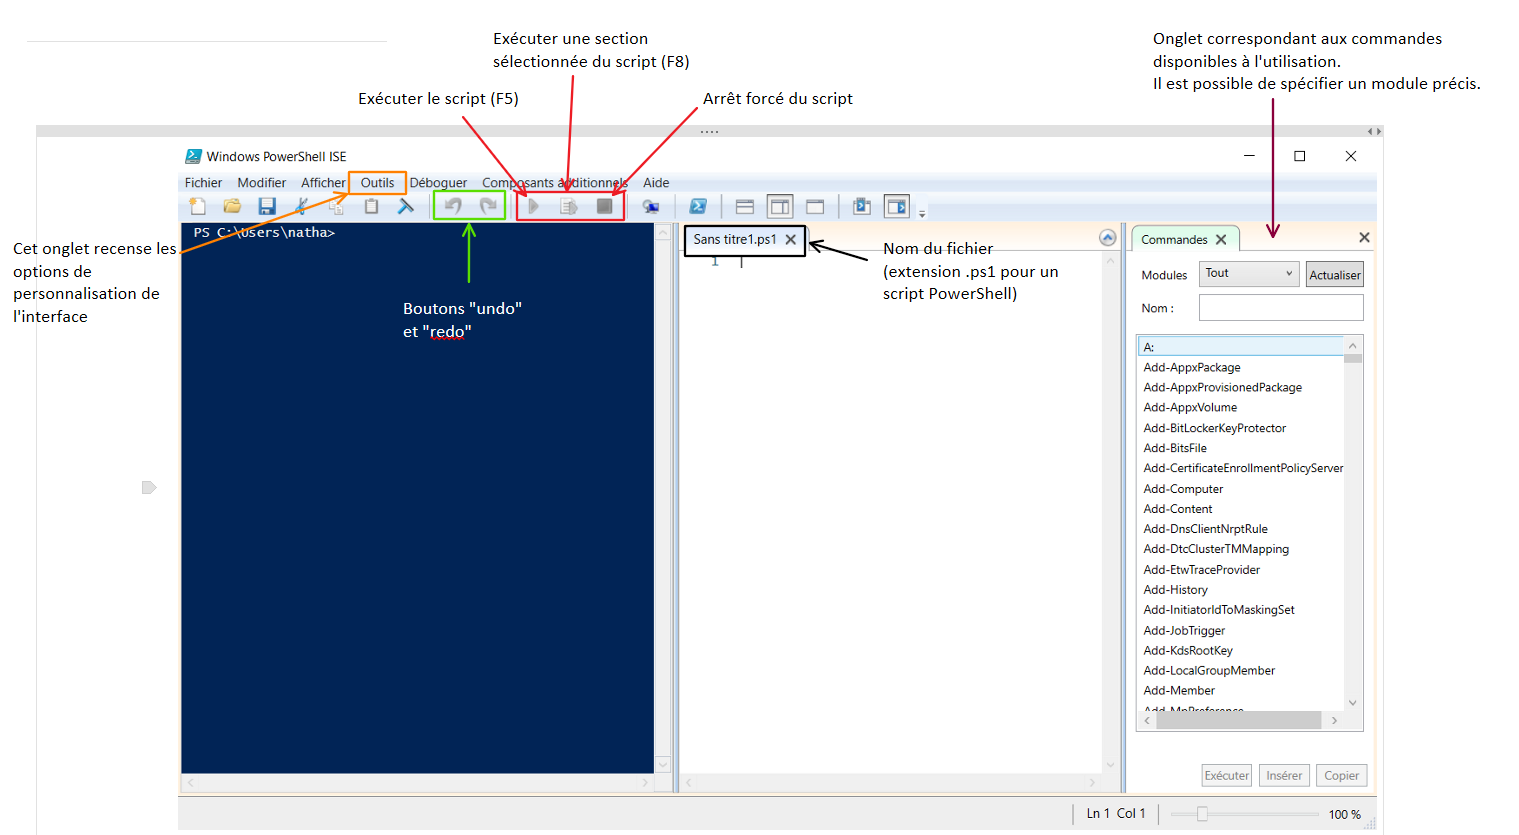 Exécuter une section
sélectionnée du script (F8)
Onglet correspondant aux commandes
disponibles à l'utilisation.
Il est possible de spécifier un module précis.
Exécuter le script (F5)
Arrêt forcé du script
Windows PowerShell ISE
Fichier Modifier Afficher Outils Déboguer Composants additionnels Aide
PS C:\Users\natha>
Cet onglet recense les
options de
personnalisation de
l'interface
Boutons "undo"
et "redo"
Sans titre1.ps1
1
Nom du fichier
(extension .ps1 pour un
script PowerShell)
Commandes
Modules Tout Actualiser
Nom :
A:
Add-AppxPackage
Add-AppxProvisionedPackage
Add-AppxVolume
Add-BitLockerKeyProtector
Add-BitsFile
Add-CertificateEnrollmentPolicyServer
Add-Computer
Add-Content
Add-DnsClientNrptRule
Add-DtcClusterTMMapping
Add-EtwTraceProvider
Add-History
Add-InitiatorIdToMaskingSet
Add-JobTrigger
Add-KdsRootKey
Add-LocalGroupMember
Add-Member
Add-MpPreference
Exécuter Insérer Copier
Ln 1 Col 1 100 %